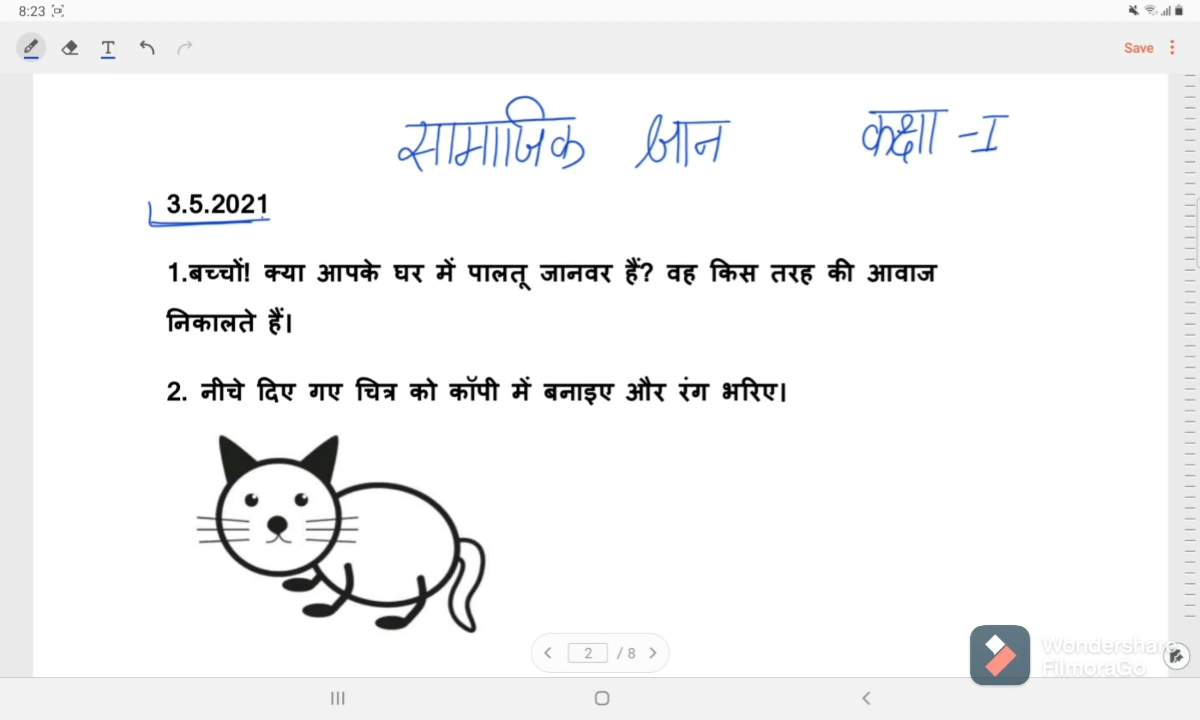 8:23
T
Save
सामाजिक ज्ञान कक्षा -I
3.5.2021
1.बच्चों! क्या आपके घर में पालतू जानवर हैं? वह किस तरह की आवाज
निकालते हैं।
2. नीचे दिए गए चित्र को कॉपी में बनाइए और रंग भरिए।
2 / 8
Wondershare
FilmoraGo